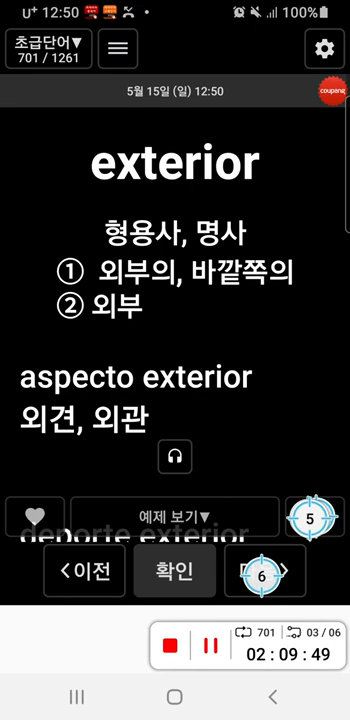 U+ 12:50 100%
초급단어▼
701 / 1261
5월 15일 (일) 12:50
coupang
exterior
형용사, 명사
① 외부의, 바깥쪽의
② 외부
aspecto exterior
외견, 외관
deporte exterior
예제 보기▼
5
<이전
확인
6
701 03 / 06
02 : 09 : 49